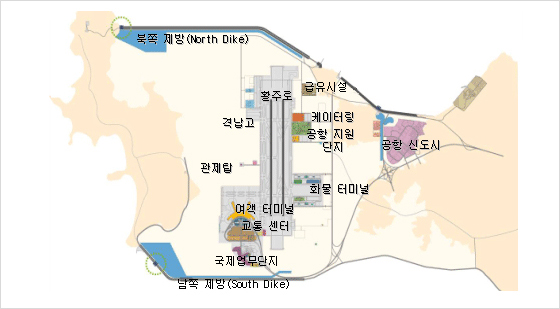 북쪽 제방(North Dike)
급유시설
황주로
케이터링
격납고
공항 지원
단지
공항 신도시
관제탑
화물 터미널
여객 터미널
교통 센터
국제업무단지
남쪽 제방(South Dike)